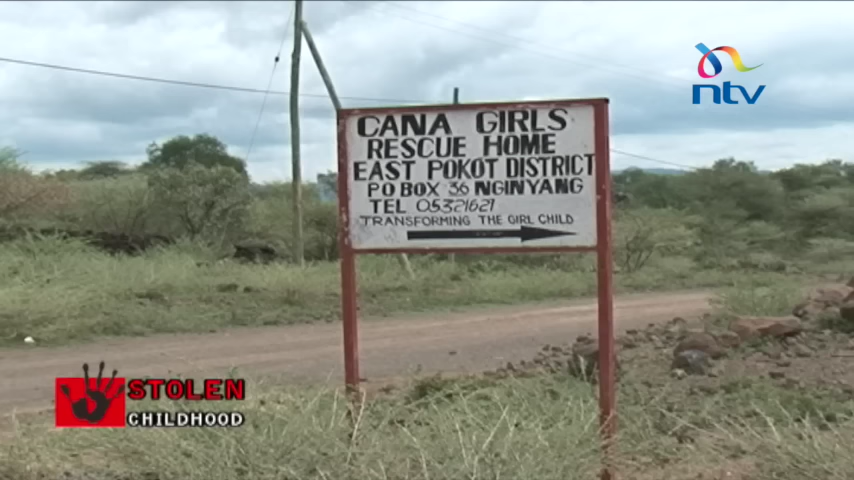 ntv
CANA GIRLS
RESCUE HOME
EAST POKOT DISTRICT
PO BOX 36 NGINYANG
TEL 05321621
TRANSFORMING THE GIRL CHILD
STOLEN
CHILDHOOD